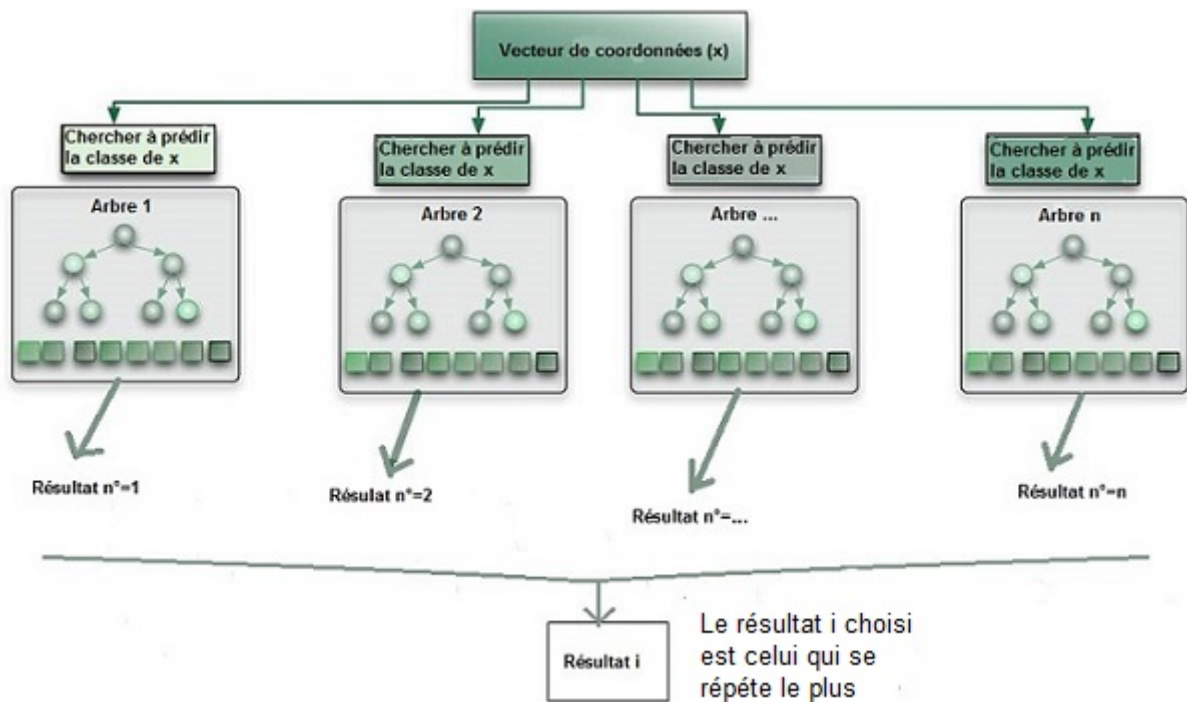 Vecteur de coordonnées (x)
Chercher à prédir
la classe de x
Chercher à prédir
la classe de x
Chercher à prédir
la classe de x
Chercher à prédir
la classe de x
Arbre 1
Arbre 2
Arbre ...
Arbre n
Résultat n°=1
Résulat n°=2
Résultat n°=...
Résultat n°=n
Résultat i
Le résultat i choisi
est celui qui se
répéte le plus